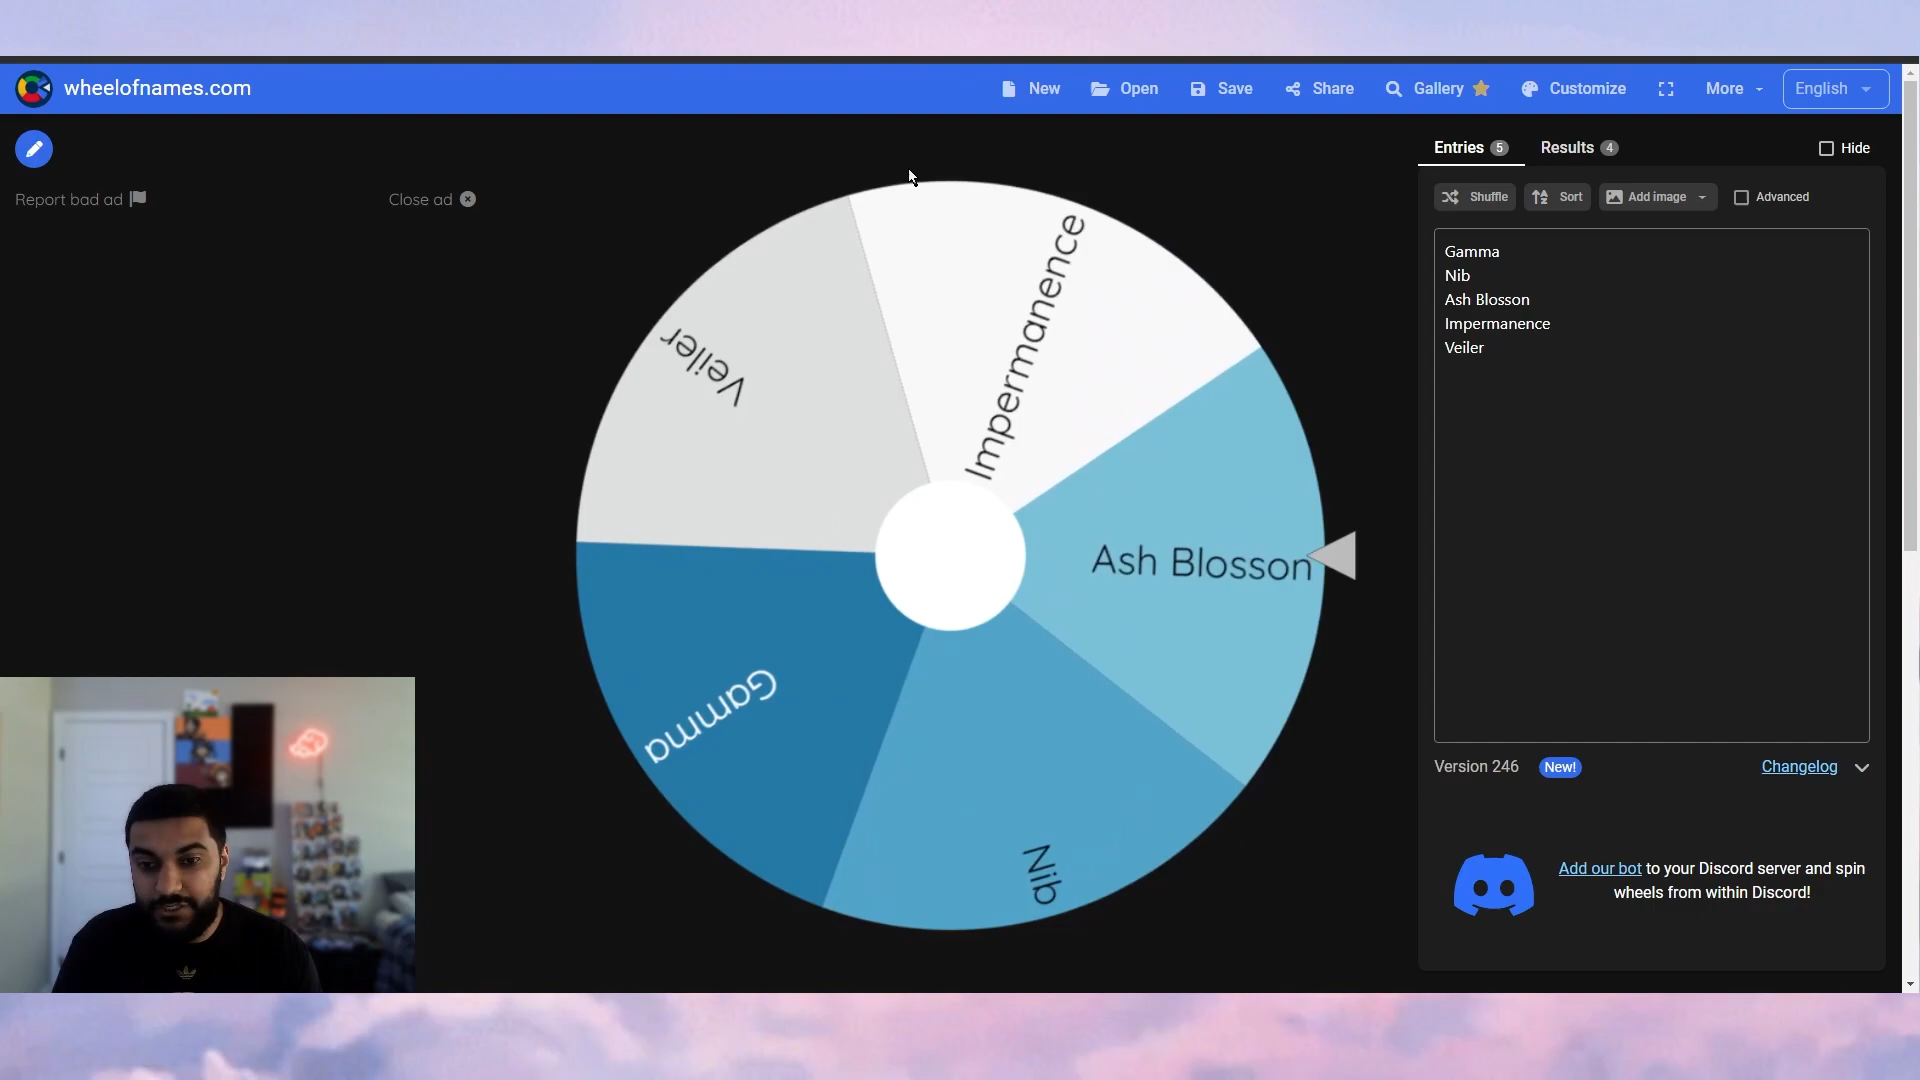 wheelofnames.com
New
Open
Save
Share
Gallery
Customize
More
English
Report bad ad
Close ad
Entries 5
Results 4
Hide
Shuffle
Sort
Add image
Advanced
Gamma
Nib
Ash Blosson
Impermanence
Veiler
Impermanence
Veiler
Ash Blosson
Gamma
Nib
Version 246
New!
Changelog
Add our bot to your Discord server and spin
wheels from within Discord!